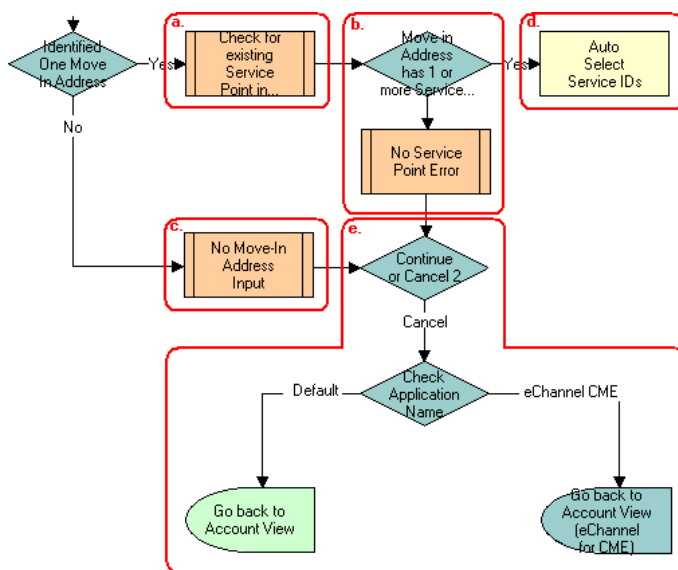 a.
b.
d.
Identified
One Move
In Address
Yes
Check for
existing
Service
Point in...
Move-in
Address
has 1 or
more Service...
Yes
Auto
Select
Service IDs
No
No Service
Point Error
c.
e.
No Move-In
Address
Input
Continue
or Cancel 2
Cancel
Check
Application
Name
Default
eChannel CME
Go back to
Account View
Go back to
Account View
(eChannel
for CME)